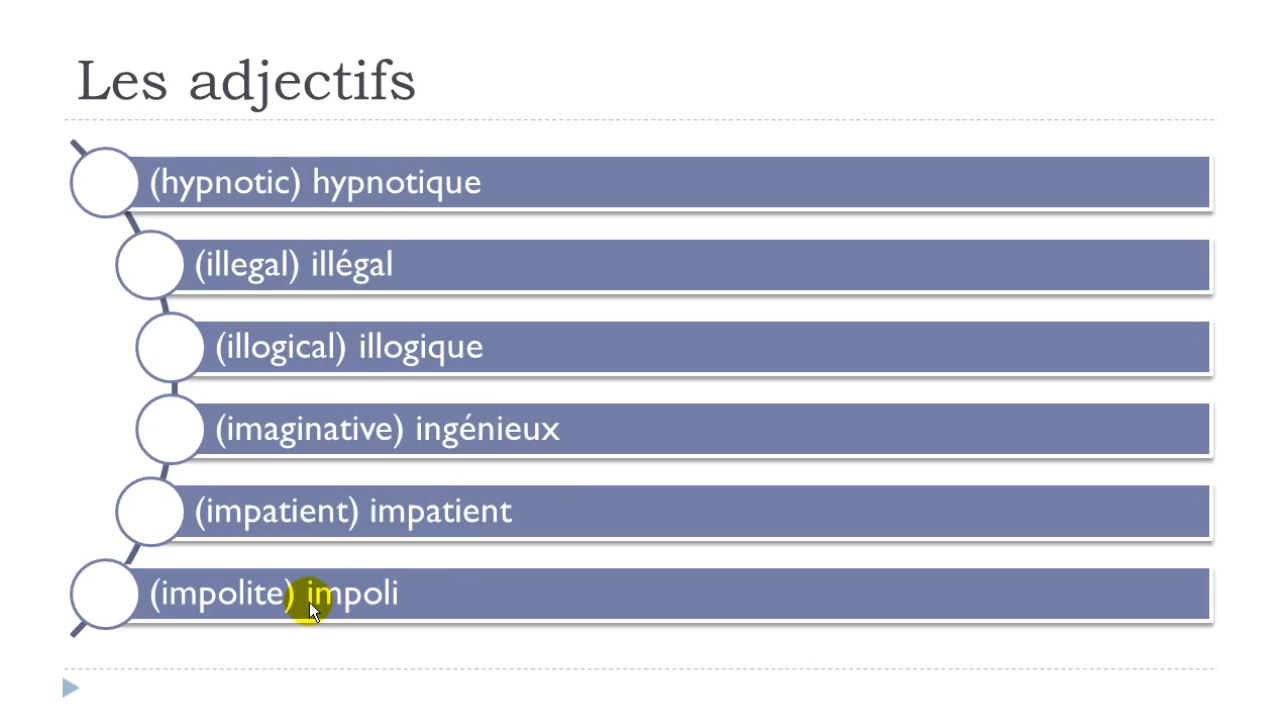 Les adjectifs
(hypnotic) hypnotique
(illegal) illégal
(illogical) illogique
(imaginative) ingénieux
(impatient) impatient
(impolite) impoli